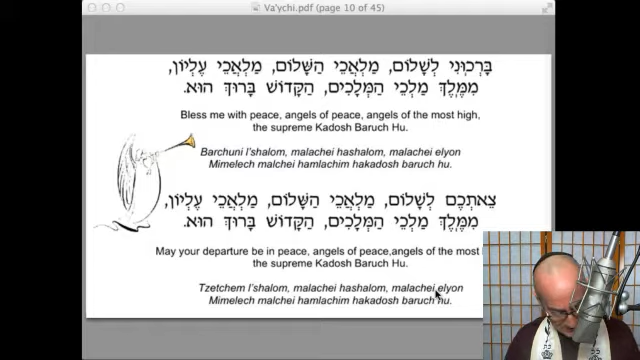 Va'ychi.pdf (page 10 of 45)
בָּרְכוּנִי לְשָׁלוֹם, מַלְאֲכֵי הַשָּׁלוֹם, מַלְאֲכֵי עֶלְיוֹן,
מִמֶּלֶךְ מַלְכֵי הַמְּלָכִים, הַקָּדוֹשׁ בָּרוּךְ הוּא.
Bless me with peace, angels of peace, angels of the most high,
the supreme Kadosh Baruch Hu.
Barchuni l'shalom, malachei hashalom, malachei elyon
Mimelech malchei hamlachim hakadosh baruch hu.
צֵאתְכֶם לְשָׁלוֹם, מַלְאֲכֵי הַשָּׁלוֹם, מַלְאֲכֵי עֶלְיוֹן,
מִמֶּלֶךְ מַלְכֵי הַמְּלָכִים, הַקָּדוֹשׁ בָּרוּךְ הוּא.
May your departure be in peace, angels of peace,angels of the most
the supreme Kadosh Baruch Hu.
Tzetchem l'shalom, malachei hashalom, malachei elyon
Mimelech malchei hamlachim hakadosh baruch hu.